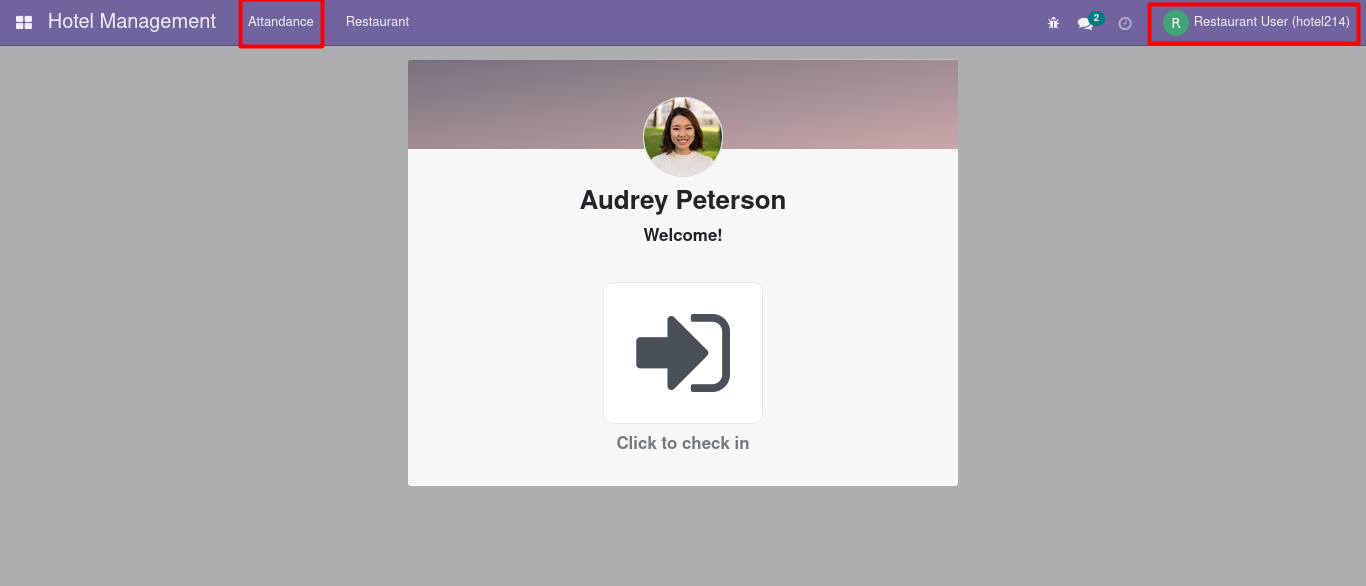 Hotel Management Attandance Restaurant 2 R Restaurant User (hotel214)
Audrey Peterson
Welcome!
Click to check in